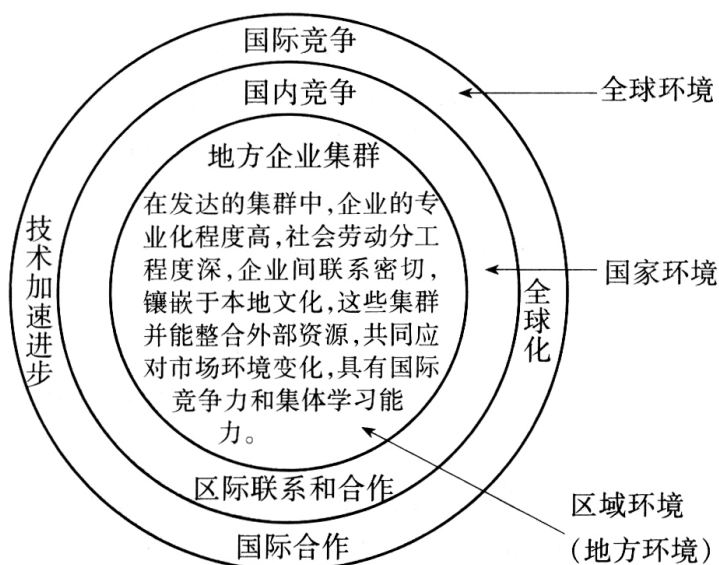 国际竞争
国内竞争
全球环境
地方企业集群
在发达的集群中,企业的专
业化程度高,社会劳动分工
程度深,企业间联系密切,
镶嵌于本地文化,这些集群
并能整合外部资源,共同应
对市场环境变化,具有国际
竞争力和集体学习能
力。
技术加速进步
国家环境
全球化
区际联系和合作
国际合作
区域环境
(地方环境)